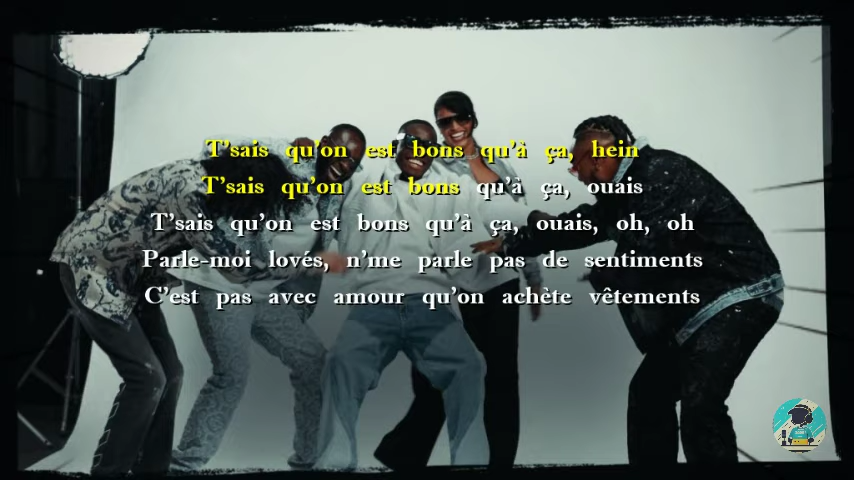 T'sais qu'on est bons qu'à ça, hein
T'sais qu'on est bons qu'à ça, ouais
T'sais qu'on est bons qu'à ça, ouais, oh, oh
Parle-moi lovés, n'me parle pas de sentiments
C'est pas avec amour qu'on achète vêtements